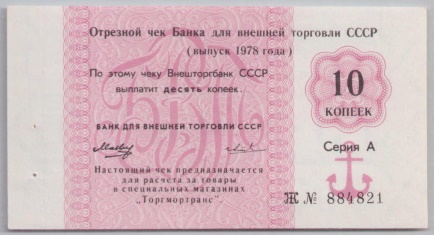 Отрезной чек Банка для внешней торговли СССР
( выпуск 1978 года )
По этому чеку Внешторгбанк СССР
выплатит десять копеек.
10
КОПЕЕК
БАНК ДЛЯ ВНЕШНЕЙ ТОРГОВЛИ СССР
Серия А
Настоящий чек предназначается
для расчета за товары
в специальных магазинах
„Торгмортранс".
Ж № 884821